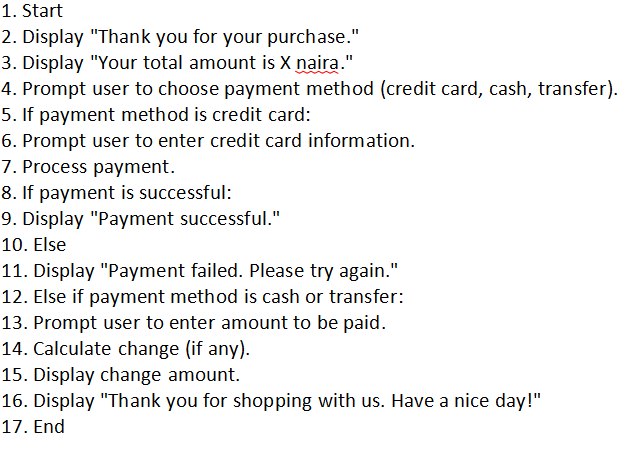 1. Start
2. Display "Thank you for your purchase."
3. Display "Your total amount is X naira."
4. Prompt user to choose payment method (credit card, cash, transfer).
5. If payment method is credit card:
6. Prompt user to enter credit card information.
7. Process payment.
8. If payment is successful:
9. Display "Payment successful."
10. Else
11. Display "Payment failed. Please try again."
12. Else if payment method is cash or transfer:
13. Prompt user to enter amount to be paid.
14. Calculate change (if any).
15. Display change amount.
16. Display "Thank you for shopping with us. Have a nice day!"
17. End